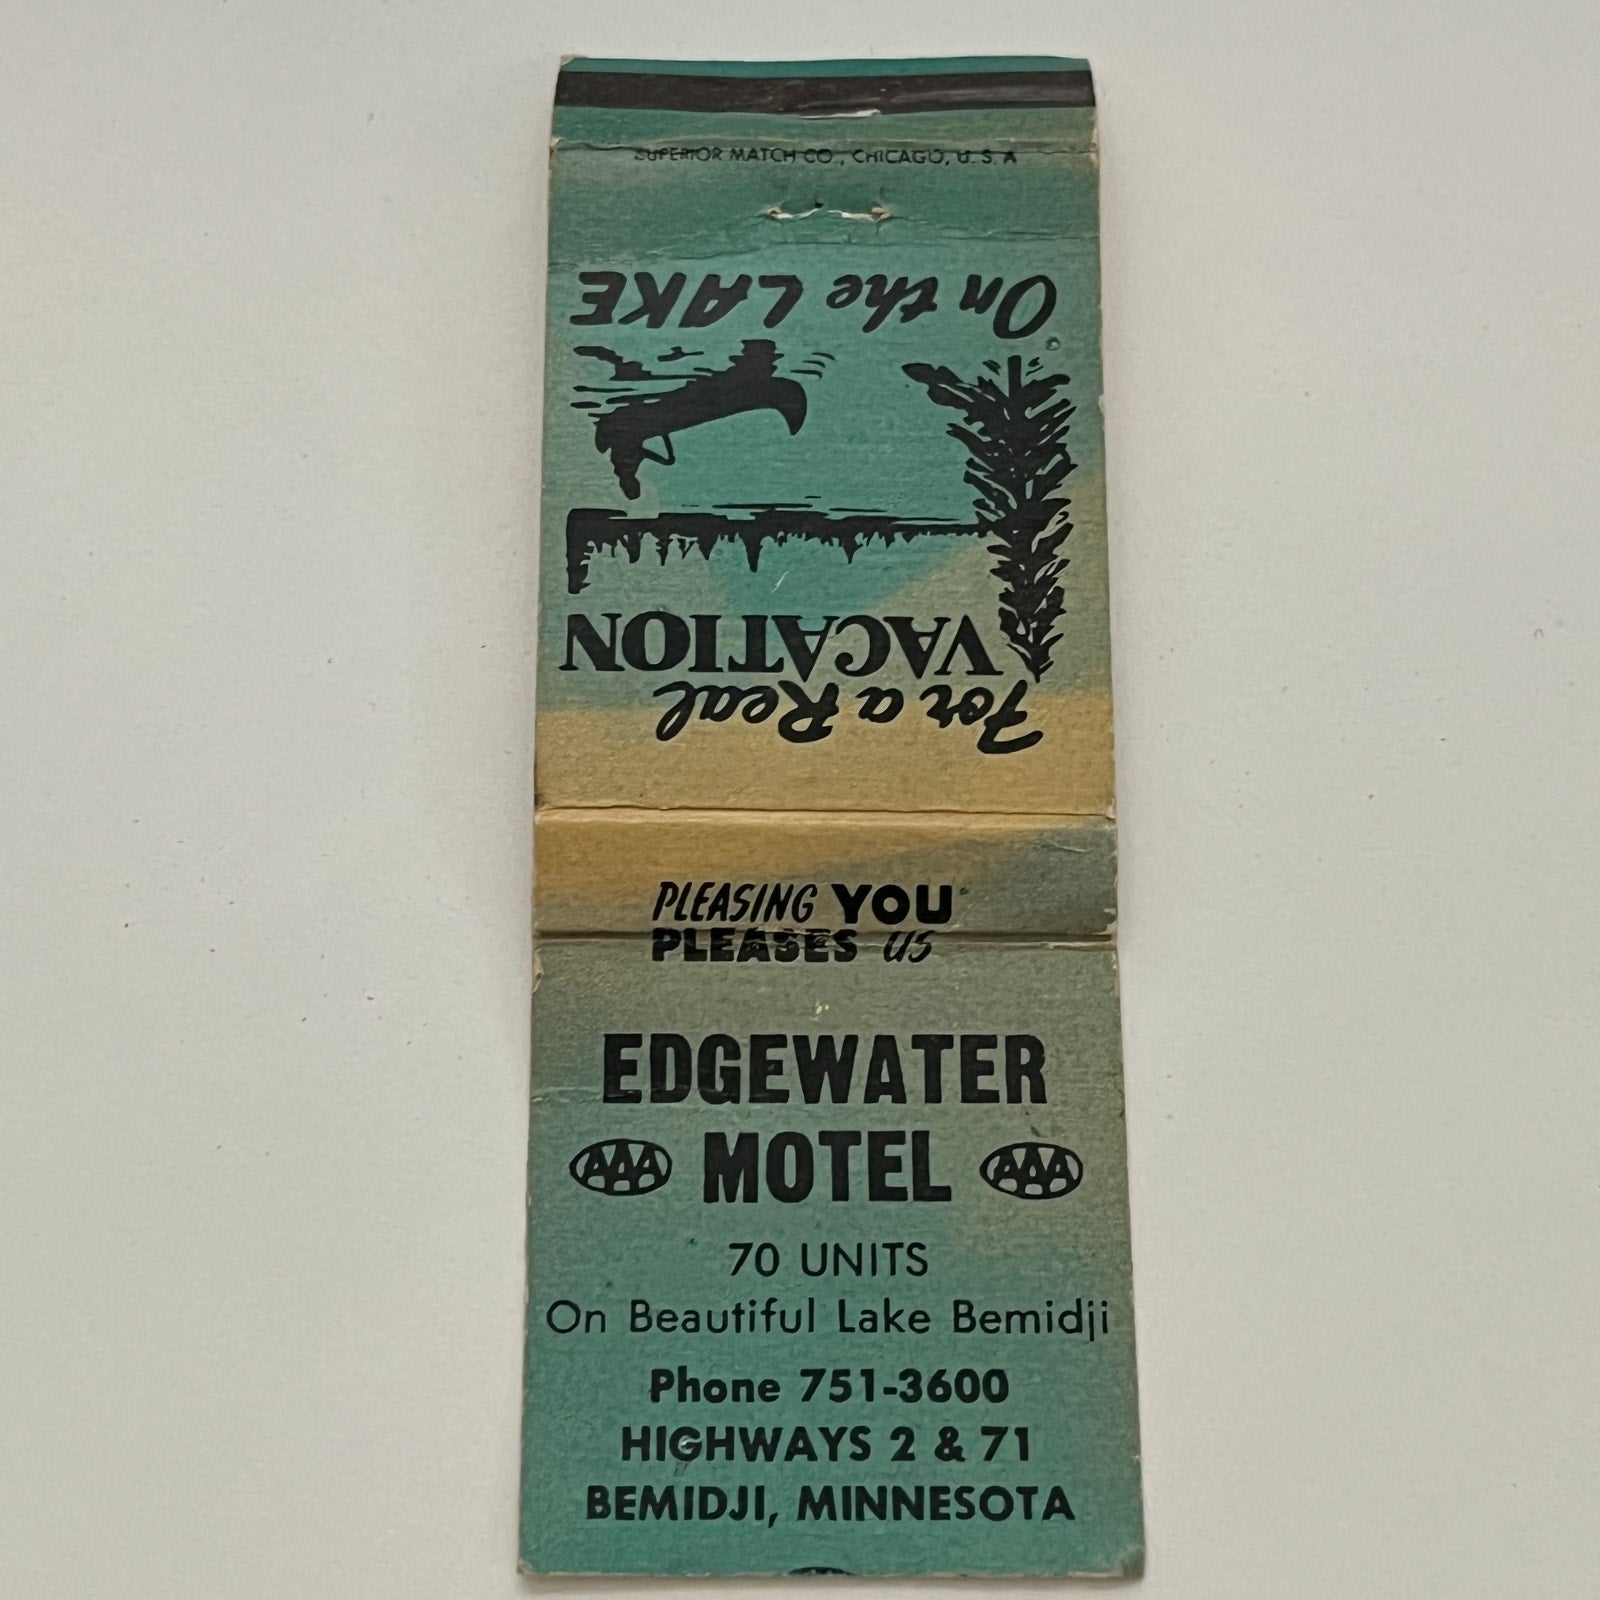 SUPERIOR MATCH CO., CHICAGO, U. S. A
For a Real
VACATION
On the LAKE
PLEASING YOU
PLEASES US
EDGEWATER
AAA MOTEL AAA
70 UNITS
On Beautiful Lake Bemidji
Phone 751-3600
HIGHWAYS 2 & 71
BEMIDJI, MINNESOTA